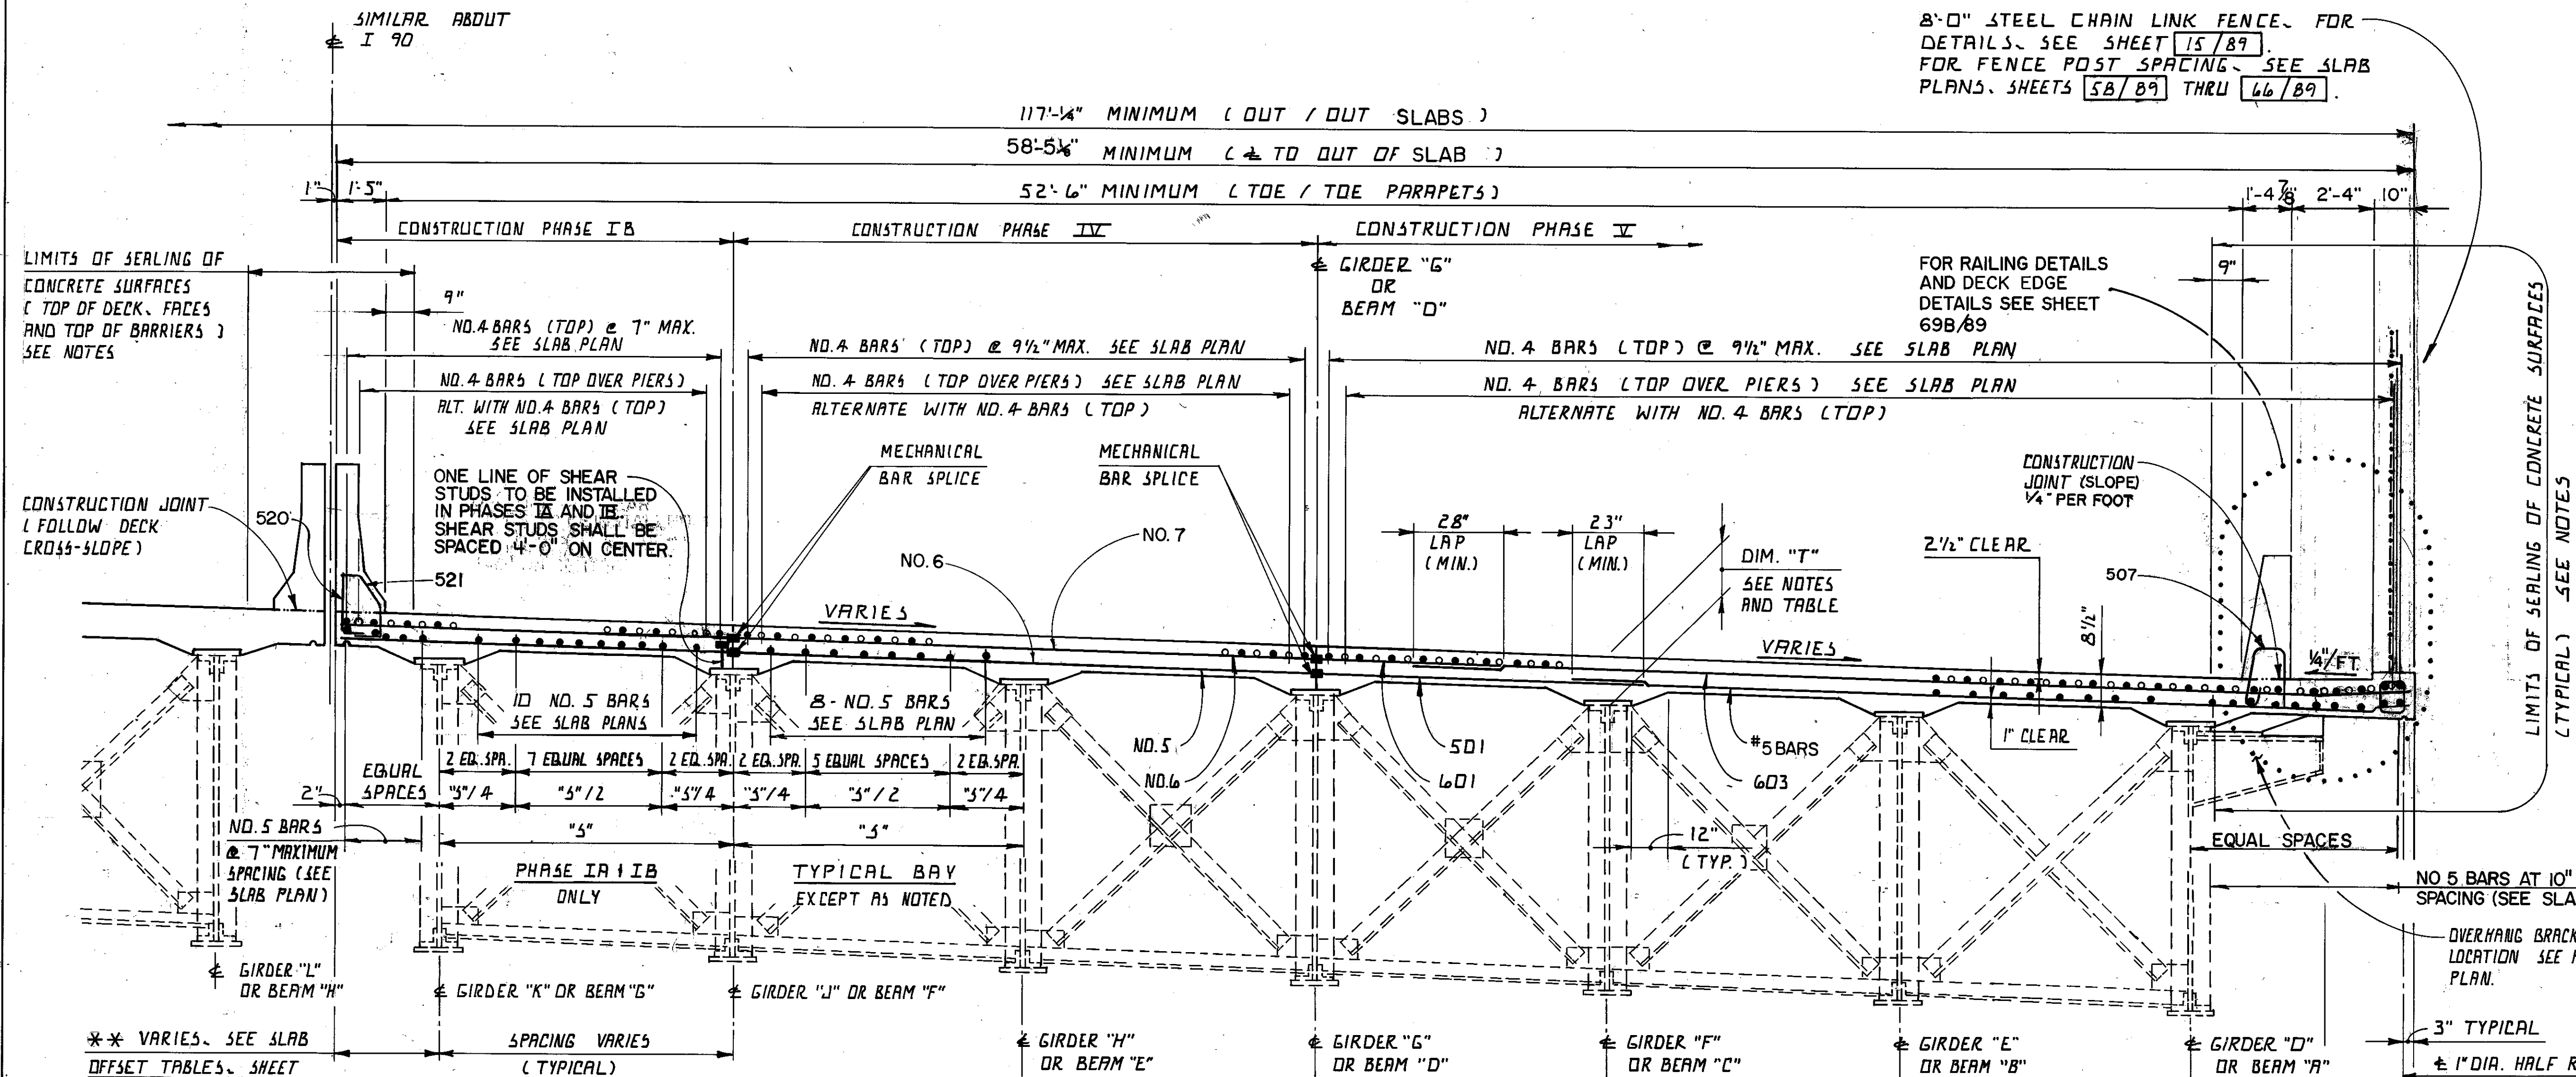 SIMILAR ABOUT
℄ I 90
8'-0" STEEL CHAIN LINK FENCE. FOR
DETAILS. SEE SHEET 15/89.
FOR FENCE POST SPACING. SEE SLAB
PLANS. SHEETS 58/89 THRU 66/89.
117'-¼" MINIMUM (OUT / OUT SLABS)
58'-5⅛" MINIMUM (℄ TO OUT OF SLAB)
1" 1'-5" 52'-6" MINIMUM (TOE / TOE PARAPETS) 1'-4⅞" 2'-4" 10"
CONSTRUCTION PHASE IB
CONSTRUCTION PHASE IV
CONSTRUCTION PHASE V
℄ GIRDER "G"
OR
BEAM "D"
LIMITS OF SEALING OF
CONCRETE SURFACES
( TOP OF DECK. FACES
AND TOP OF BARRIERS )
SEE NOTES
9"
NO.4 BARS (TOP) @ 7" MAX.
SEE SLAB PLAN
NO.4 BARS (TOP OVER PIERS)
ALT. WITH NO.4 BARS (TOP)
SEE SLAB PLAN
NO.4 BARS (TOP) @ 9½" MAX. SEE SLAB PLAN
NO. 4 BARS (TOP OVER PIERS) SEE SLAB PLAN
ALTERNATE WITH NO. 4 BARS (TOP)
NO. 4 BARS (TOP) @ 9½" MAX. SEE SLAB PLAN
NO. 4 BARS (TOP OVER PIERS) SEE SLAB PLAN
ALTERNATE WITH NO. 4 BARS (TOP)
FOR RAILING DETAILS
AND DECK EDGE
DETAILS SEE SHEET
69B/89
9"
LIMITS OF SEALING OF CONCRETE SURFACES
(TYPICAL) SEE NOTES
CONSTRUCTION JOINT
(FOLLOW DECK
CROSS-SLOPE)
520
521
ONE LINE OF SHEAR
STUDS TO BE INSTALLED
IN PHASES IA AND IB.
SHEAR STUDS SHALL BE
SPACED 4'-0" ON CENTER.
MECHANICAL
BAR SPLICE
MECHANICAL
BAR SPLICE
NO. 6
NO. 7
28"
LAP
(MIN.)
23"
LAP
(MIN.)
DIM. "T"
SEE NOTES
AND TABLE
CONSTRUCTION
JOINT (SLOPE)
¼" PER FOOT
2½" CLEAR
507
8½"
VARIES
VARIES
¼"/FT.
1" CLEAR
10 NO. 5 BARS
SEE SLAB PLANS
8- NO. 5 BARS
SEE SLAB PLAN
NO.5
NO.6
501
601
#5 BARS
603
EQUAL
SPACES
2 EQ. SPA. 7 EQUAL SPACES 2 EQ. SPA. 2 EQ. SPA. 5 EQUAL SPACES 2 EQ. SPA.
2" "S"/4 "S"/2 "S"/4 "S"/4 "S"/2 "S"/4
"S" "S"
NO. 5 BARS
@ 7" MAXIMUM
SPACING (SEE
SLAB PLAN)
PHASE IA & IB
ONLY
TYPICAL BAY
EXCEPT AS NOTED
12"
(TYP.)
EQUAL SPACES
NO 5 BARS AT 10"
SPACING (SEE SLA
OVERHANG BRACK
LOCATION SEE
PLAN.
℄ GIRDER "L"
OR BEAM "H"
℄ GIRDER "K" OR BEAM "G"
℄ GIRDER "J" OR BEAM "F"
℄ GIRDER "H"
OR BEAM "E"
℄ GIRDER "G"
OR BEAM "D"
℄ GIRDER "F"
OR BEAM "C"
℄ GIRDER "E"
OR BEAM "B"
℄ GIRDER "D"
OR BEAM "A"
** VARIES. SEE SLAB
OFFSET TABLES. SHEET
SPACING VARIES
(TYPICAL)
3" TYPICAL
℄ 1" DIA. HALF R